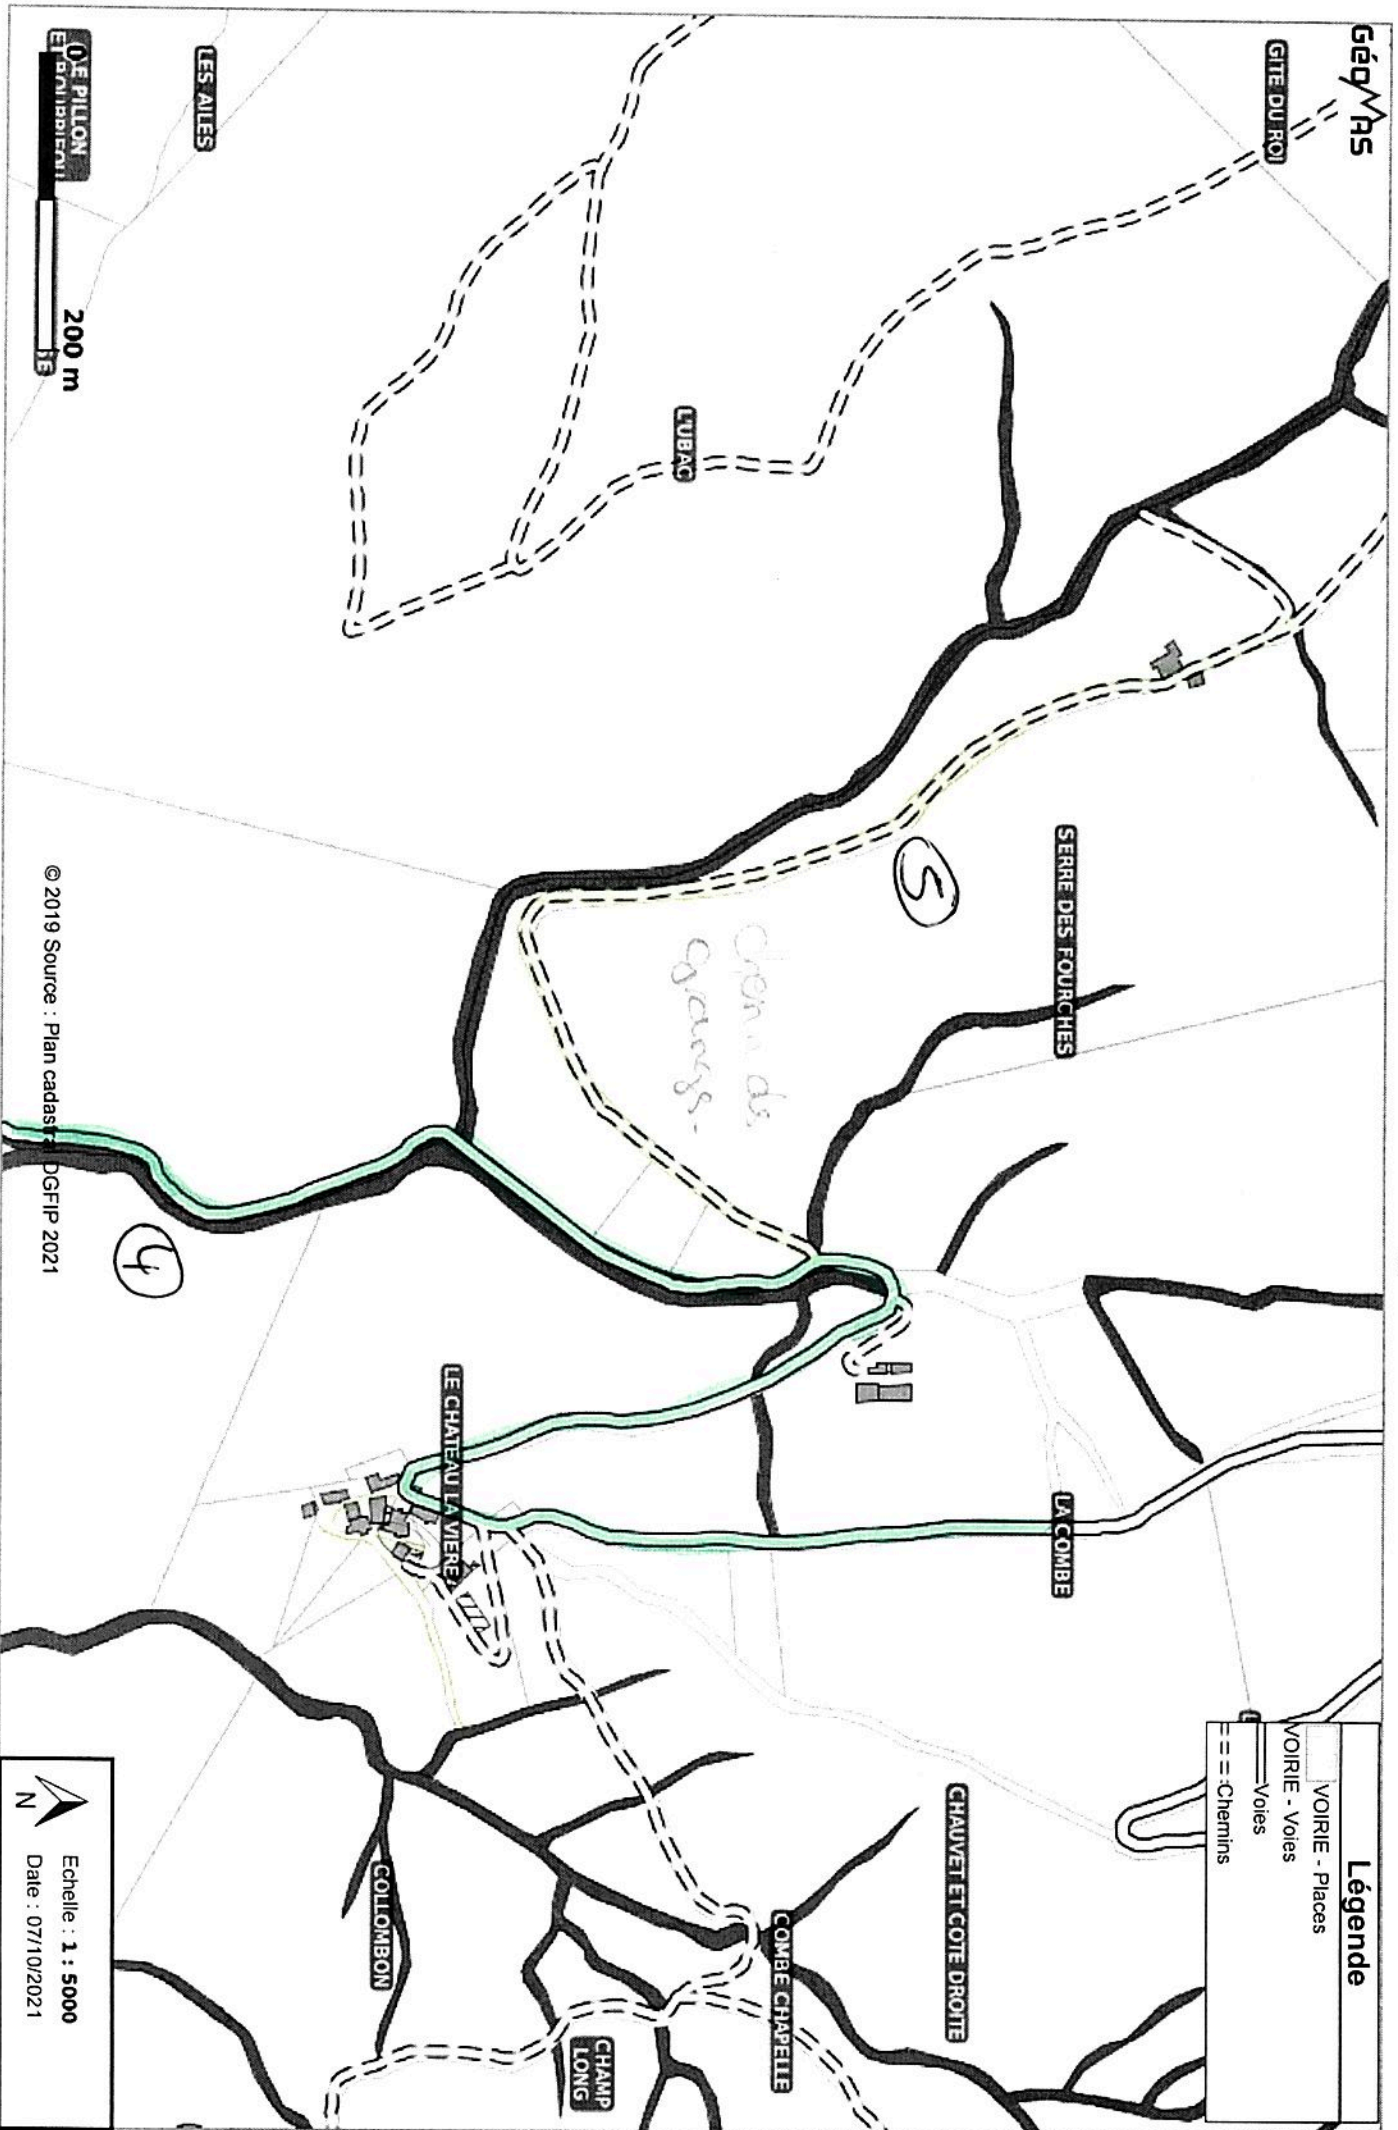 GéoMAS
GITE DU ROI
LES AILES
0
200 m
L'UBAC
SERRE DES FOURCHES
5
Chemin de
4
LA COMBE
LE CHATEAU LA VIERE
CHAUVET ET COTE DROITE
COMBE CHAPELLE
COLLOMBON
CHAMP
LONG
Légende
VOIRIE - Places
VOIRIE - Voies
Voies
Chemins
© 2019 Source : Plan cadastral DGFIP 2021
N
Echelle : 1 : 5000
Date : 07/10/2021